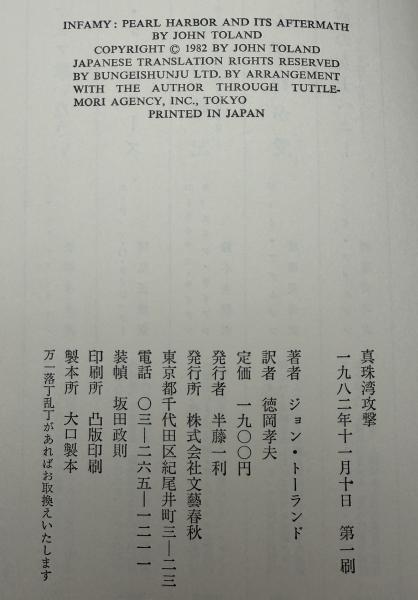 INFAMY: PEARL HARBOR AND ITS AFTERMATH
BY JOHN TOLAND
COPYRIGHT © 1982 BY JOHN TOLAND
JAPANESE TRANSLATION RIGHTS RESERVED
BY BUNGEISHUNJU LTD. BY ARRANGEMENT
WITH THE AUTHOR THROUGH TUTTLE-
MORI AGENCY, INC., TOKYO
PRINTED IN JAPAN
真珠湾攻撃
一九八二年十一月十日 第一刷
著者 ジョン・トーランド
訳者 徳岡孝夫
定価 一九〇〇円
発行者 半藤一利
発行所 株式会社文藝春秋
東京都千代田区紀尾井町三―二三
電話 〇三―二六五―一二一一
装幀 坂田政則
印刷所 凸版印刷
製本所 大口製本
万一落丁乱丁があればお取換えいたします